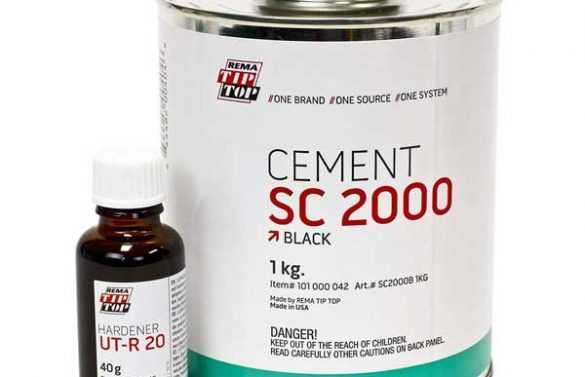 REMA
TIP
TOP
//ONE BRAND //ONE SOURCE //ONE SYSTEM
CEMENT
SC 2000
BLACK
1 kg.
Item# 101 000 042 Art.# SC2000B 1KG
Made by REMA TIP TOP
Made in USA
DANGER!
KEEP OUT OF THE REACH OF CHILDREN.
READ CAREFULLY OTHER CAUTIONS ON BACK PANEL.
REMA
TIP
TOP
HARDENER
UT-R 20
40 g